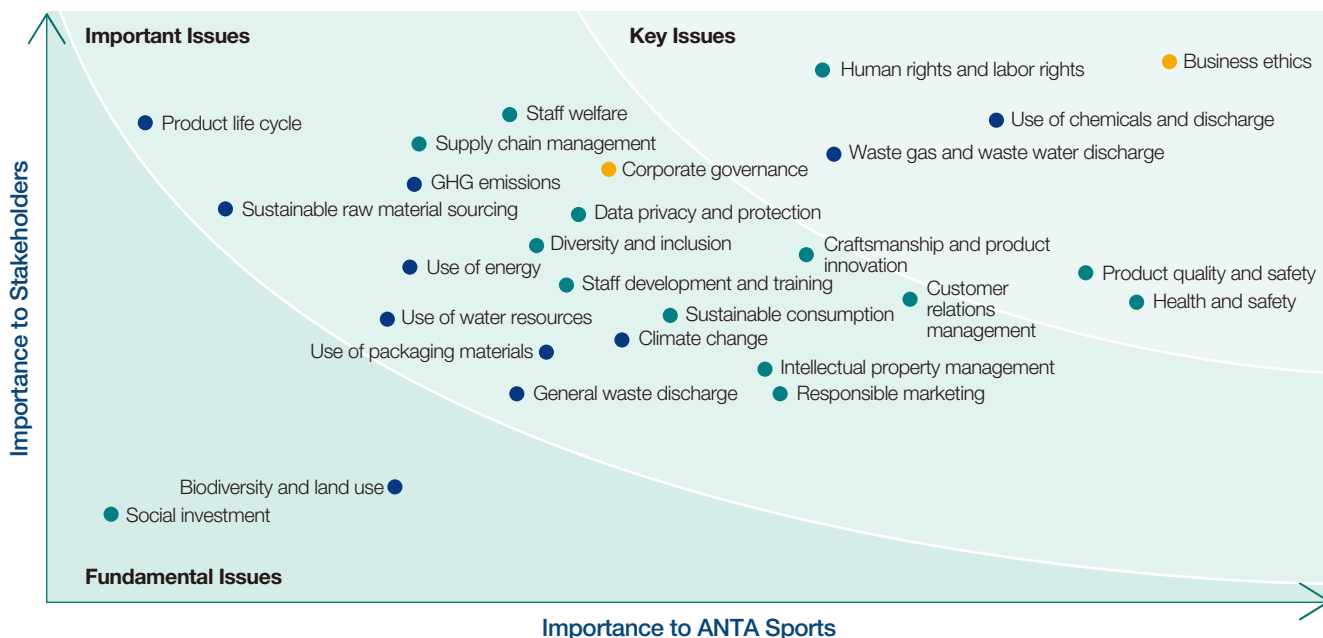 Important Issues
Key Issues
Human rights and labor rights
Business ethics
Product life cycle
Staff welfare
Use of chemicals and discharge
Supply chain management
Waste gas and waste water discharge
Corporate governance
GHG emissions
Sustainable raw material sourcing
Data privacy and protection
Diversity and inclusion
Craftsmanship and product
innovation
Use of energy
Product quality and safety
Staff development and training
Customer
relations
management
Health and safety
Use of water resources
Sustainable consumption
Climate change
Use of packaging materials
Intellectual property management
General waste discharge
Responsible marketing
Biodiversity and land use
Social investment
Fundamental Issues
Importance to Stakeholders
Importance to ANTA Sports